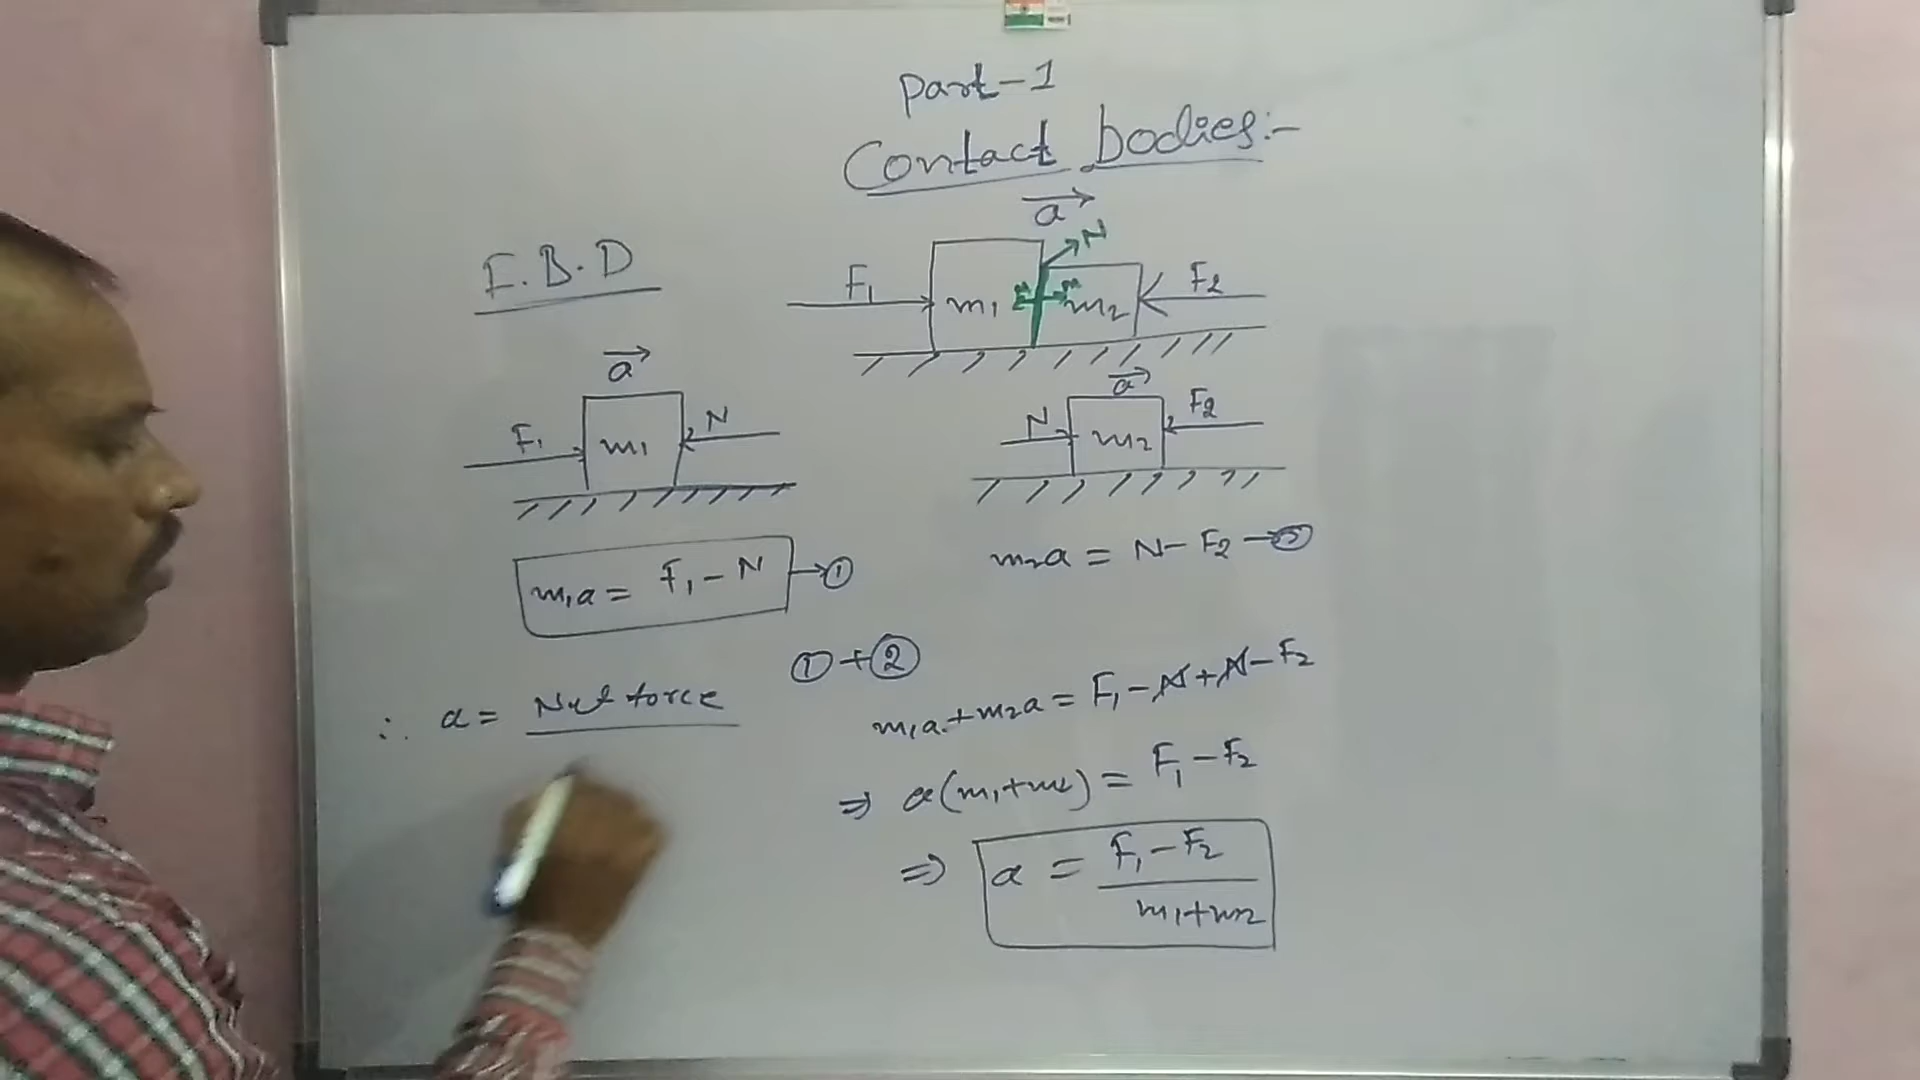 Part-1
Contact bodies:-
a
N
F.B.D
F₁
m₁
N
N
m₂
F₂
a
F₁
m₁
N
a
N
m₂
F₂
m₁a = F₁ - N → ①
m₂a = N - F₂ → ②
① + ②
m₁a + m₂a = F₁ - N + N - F₂
∴ a = Net force
⇒ a(m₁+m₂) = F₁ - F₂
⇒ a = F₁ - F₂
m₁+m₂